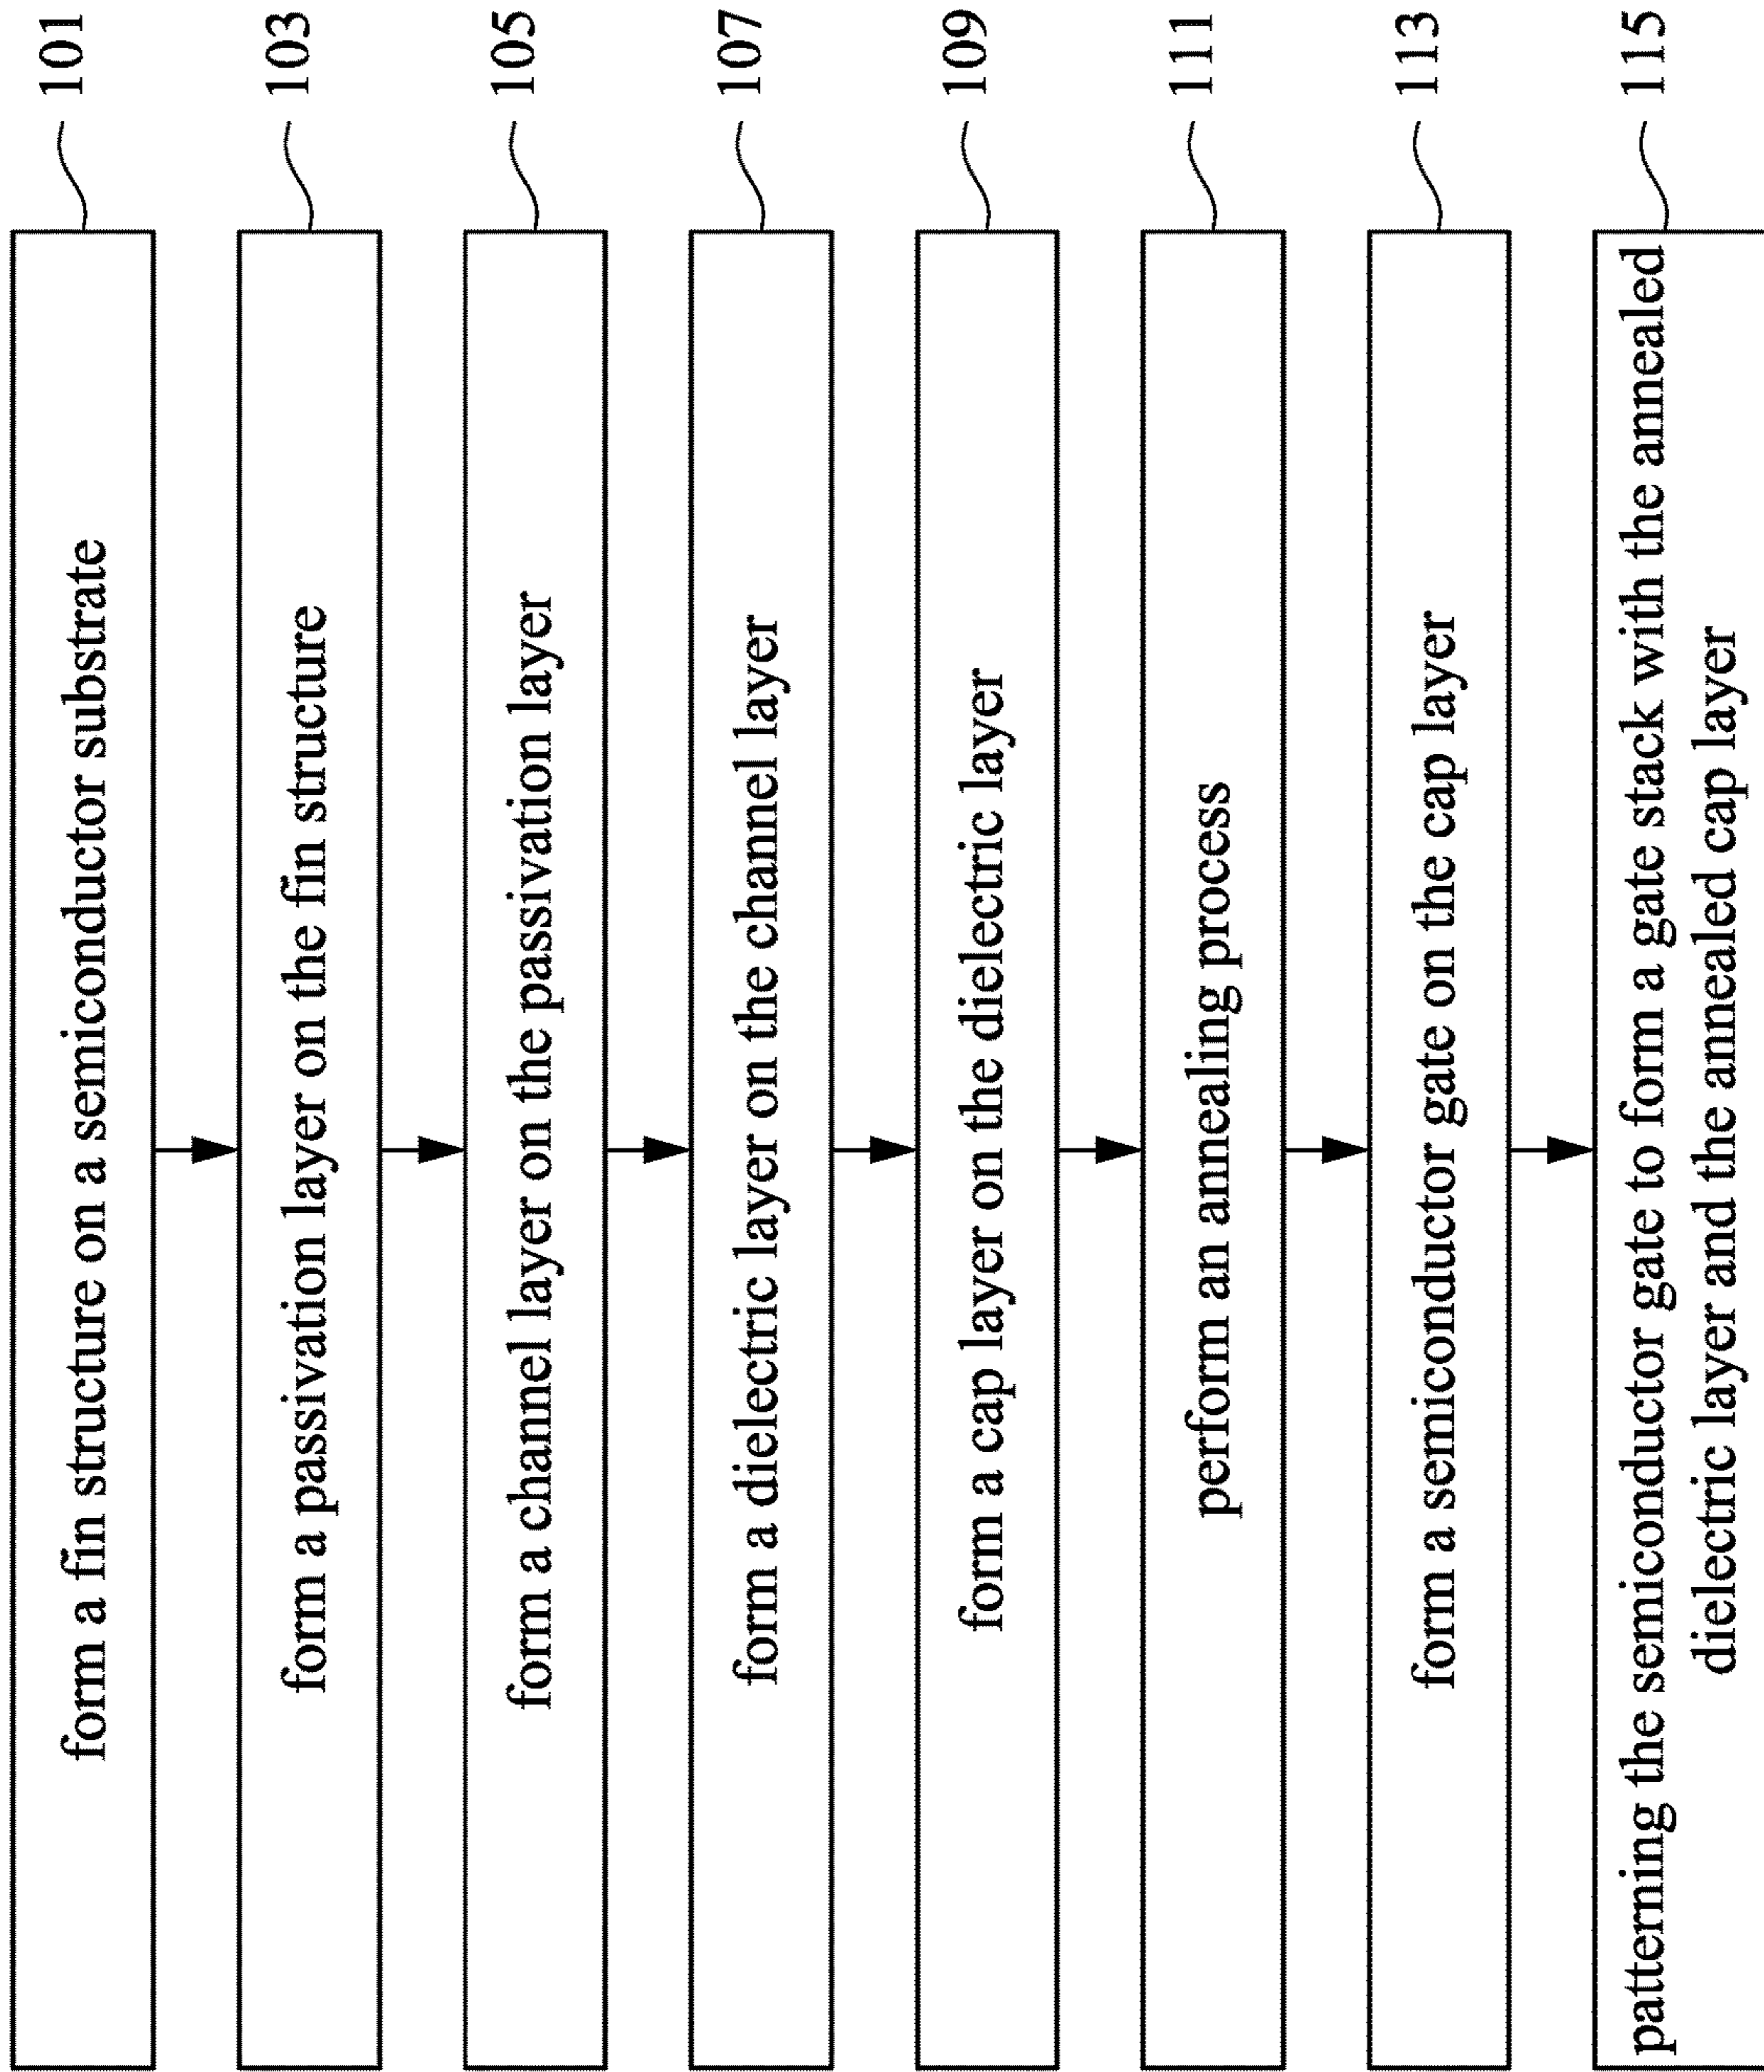 form a fin structure on a semiconductor substrate 101
form a passivation layer on the fin structure 103
form a channel layer on the passivation layer 105
form a dielectric layer on the channel layer 107
form a cap layer on the dielectric layer 109
perform an annealing process 111
form a semiconductor gate on the cap layer 113
patterning the semiconductor gate to form a gate stack with the annealed 115
dielectric layer and the annealed cap layer